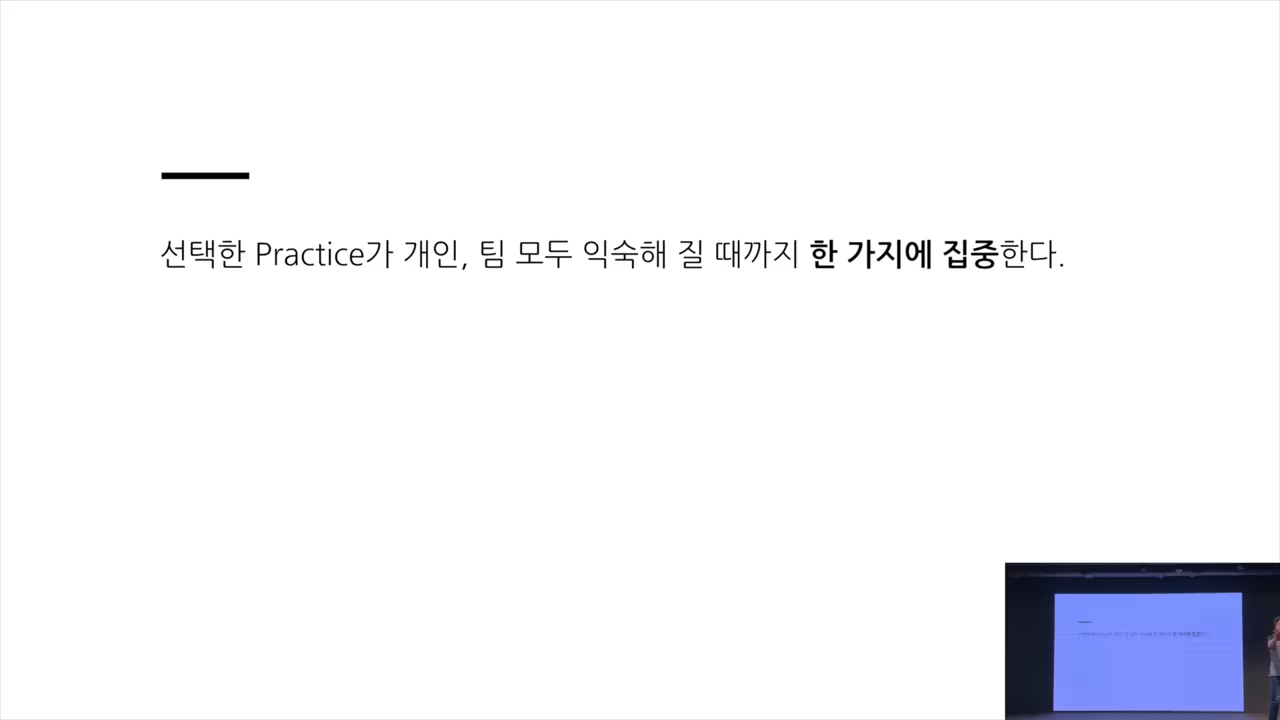 선택한 Practice가 개인, 팀 모두 익숙해 질 때까지 한 가지에 집중한다.